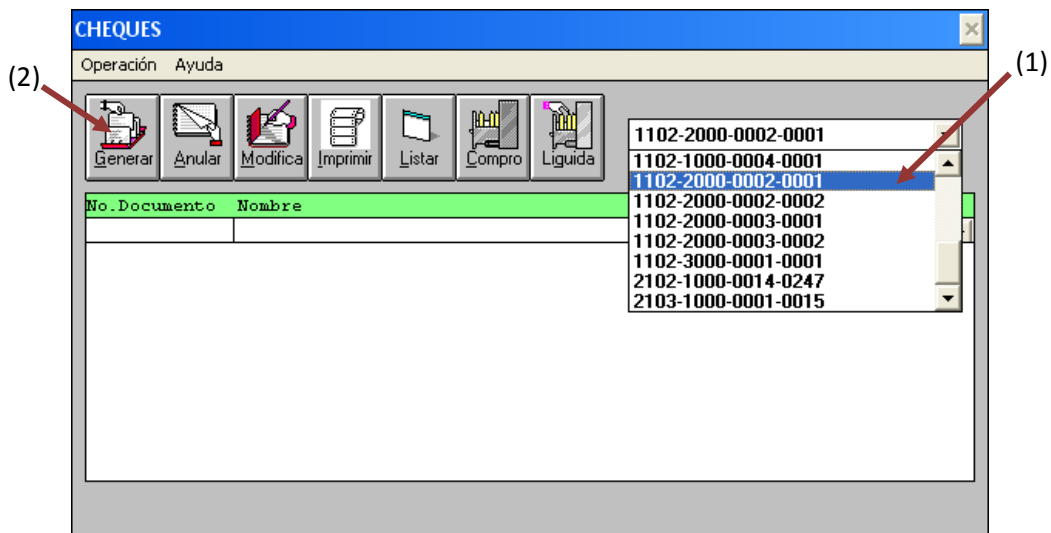 CHEQUES
Operación Ayuda
(1)
(2)
Generar Anular Modifica Imprimir Listar Compro Liguida
1102-2000-0002-0001
1102-1000-0004-0001
1102-2000-0002-0001
1102-2000-0002-0002
1102-2000-0003-0001
1102-2000-0003-0002
1102-3000-0001-0001
2102-1000-0014-0247
2103-1000-0001-0015
No.Documento Nombre